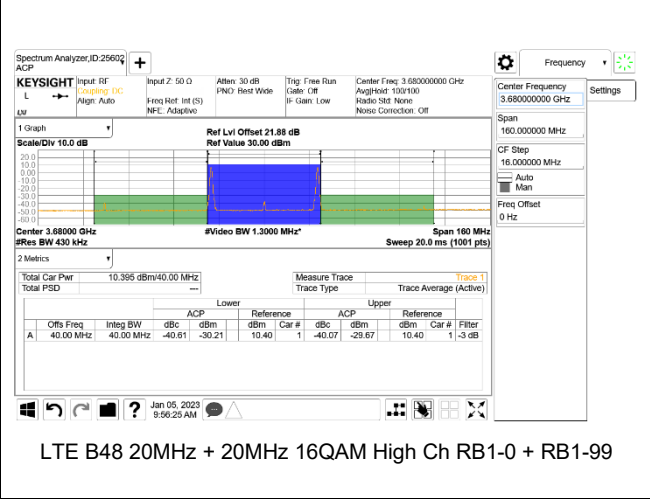 Spectrum Analyzer,ID:25602
ACP
Frequency
KEYSIGHT Input: RF Input Z: 50 Ω Atten: 30 dB Trig: Free Run Center Freq: 3.680000000 GHz
L Coupling: DC PNO: Best Wide Gate: Off Avg|Hold: 100/100
Align: Auto Freq Ref: Int (S) IF Gain: Low Radio Std: None
NFE: Adaptive Noise Correction: Off
Center Frequency
3.680000000 GHz
Settings
Span
160.000000 MHz
CF Step
16.000000 MHz
Auto
Man
Freq Offset
0 Hz
1 Graph
Ref Lvl Offset 21.88 dB
Scale/Div 10.0 dB Ref Value 30.00 dBm
20.0
10.0
0.00
-10.0
-20.0
-30.0
-40.0
-50.0
-60.0
Center 3.68000 GHz #Video BW 1.3000 MHz* Span 160 MHz
#Res BW 430 kHz Sweep 20.0 ms (1001 pts)
2 Metrics
Total Car Pwr 10.395 dBm/40.00 MHz Measure Trace Trace 1
Total PSD --- Trace Type Trace Average (Active)
Lower Upper
ACP Reference ACP Reference
Offs Freq Integ BW dBc dBm dBm Car # dBc dBm dBm Car # Filter
A 40.00 MHz 40.00 MHz -40.61 -30.21 10.40 1 -40.07 -29.67 10.40 1 -3 dB
Jan 05, 2023
9:56:25 AM
LTE B48 20MHz + 20MHz 16QAM High Ch RB1-0 + RB1-99